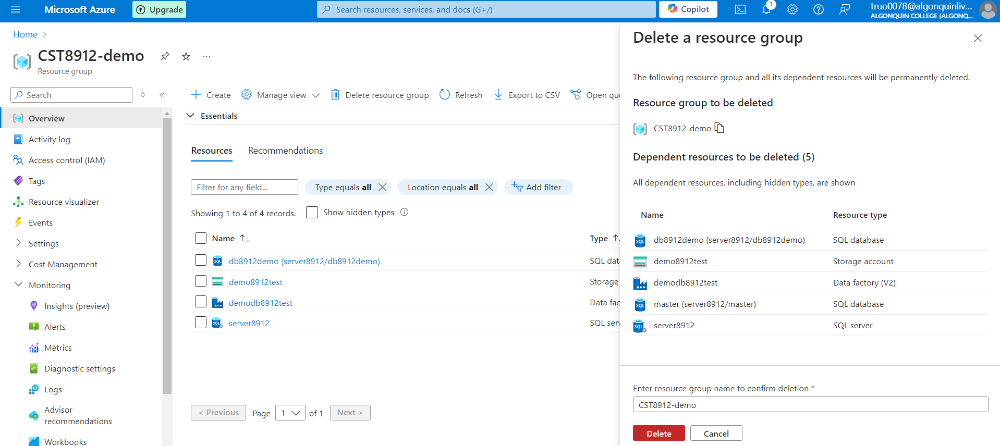 Microsoft Azure
Upgrade
Search resources, services, and docs (G+/)
Copilot
1
truo0078@algonquinliv...
ALGONQUIN COLLEGE (ALGONQ...
Home
CST8912-demo
Resource group
Search
Overview
Activity log
Access control (IAM)
Tags
Resource visualizer
Events
Settings
Cost Management
Monitoring
Insights (preview)
Alerts
Metrics
Diagnostic settings
Logs
Advisor
recommendations
Workbooks
Create
Manage view
Delete resource group
Refresh
Export to CSV
Open qu
Essentials
Resources
Recommendations
Filter for any field...
Type equals all
Location equals all
Add filter
Showing 1 to 4 of 4 records.
Show hidden types
Name
Type
db8912demo (server8912/db8912demo)
SQL dat
demo8912test
Storage
demodb8912test
Data fac
server8912
SQL serv
< Previous
Page
1
of 1
Next >
Delete a resource group
The following resource group and all its dependent resources will be permanently deleted.
Resource group to be deleted
CST8912-demo
Dependent resources to be deleted (5)
All dependent resources, including hidden types, are shown
Name
Resource type
db8912demo (server8912/db8912demo)
SQL database
demo8912test
Storage account
demodb8912test
Data factory (V2)
master (server8912/master)
SQL database
server8912
SQL server
Enter resource group name to confirm deletion *
CST8912-demo
Delete
Cancel